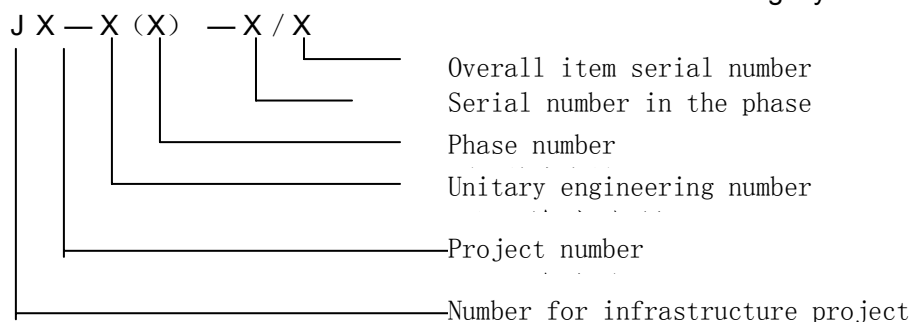 J X — X （X） — X / X
Overall item serial number
Serial number in the phase
Phase number
Unitary engineering number
Project number
Number for infrastructure project